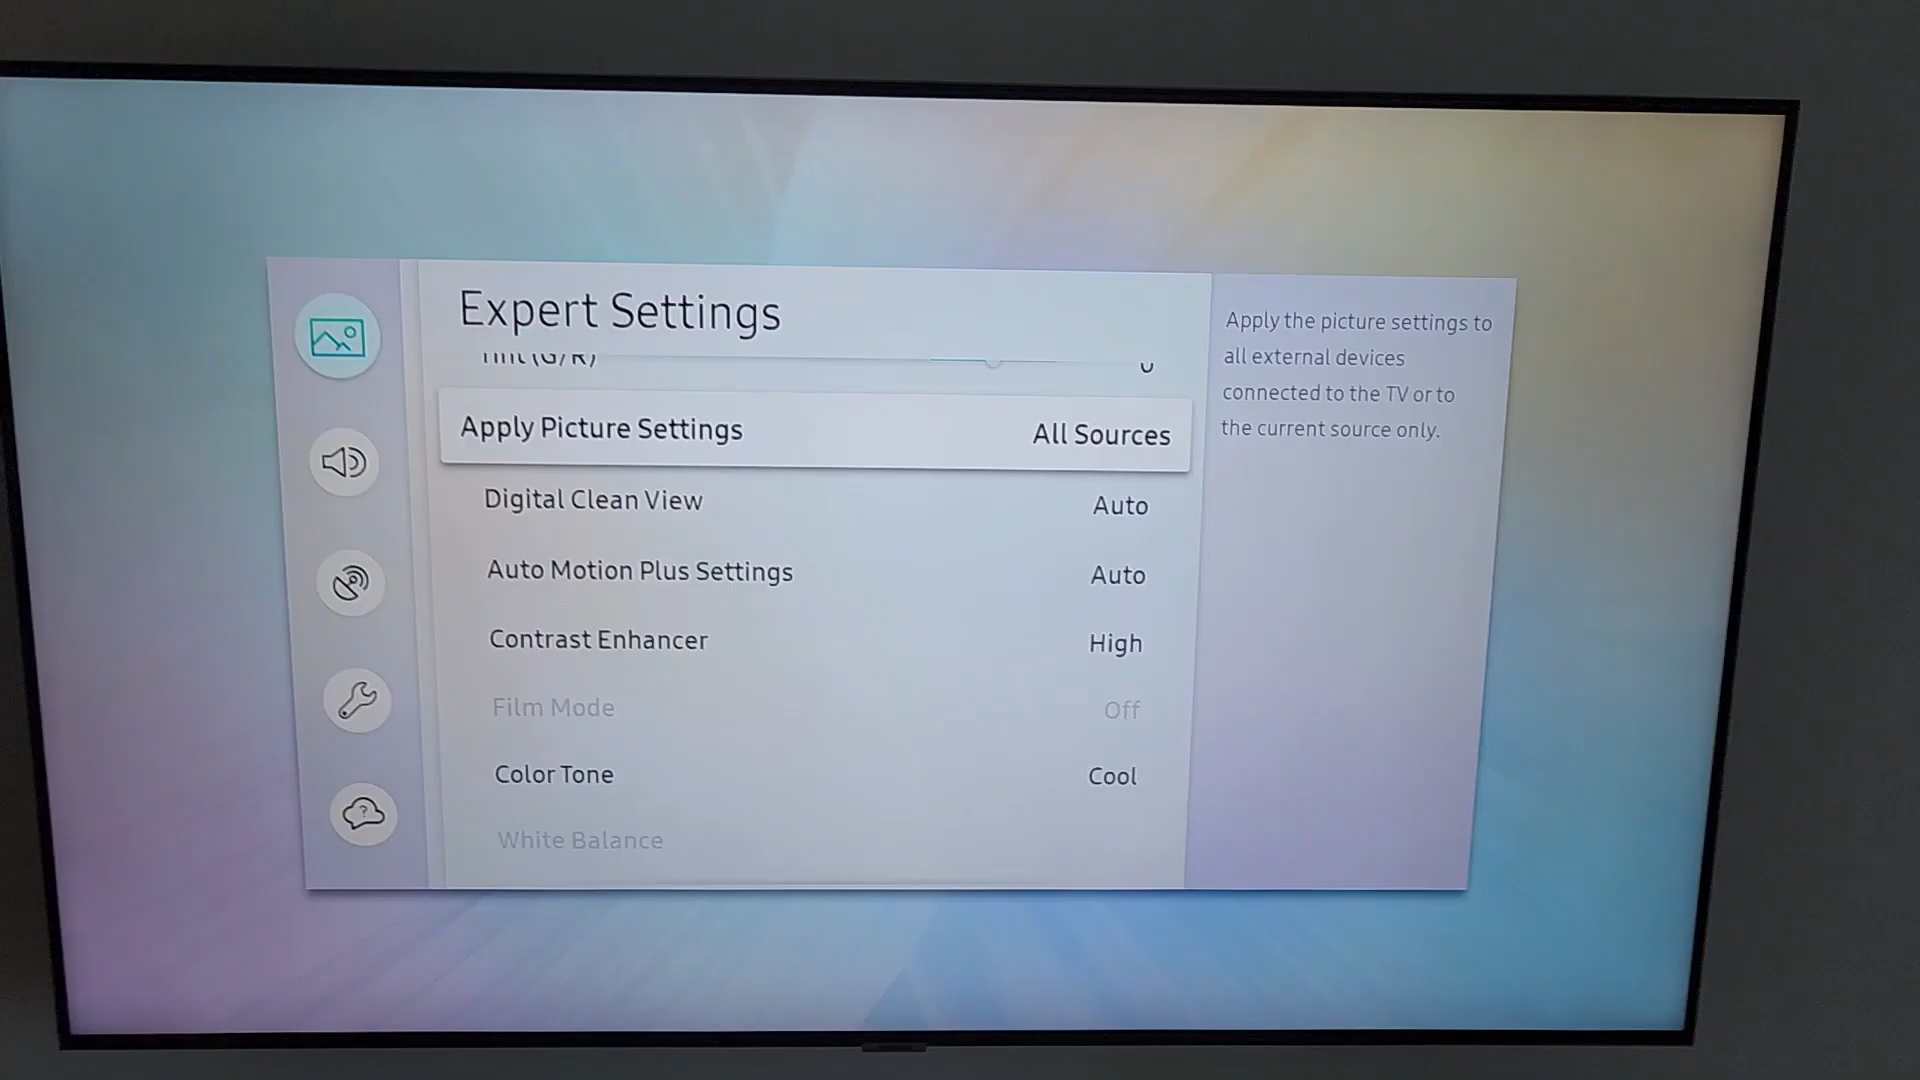 Expert Settings
Tint (G/R) 0
Apply Picture Settings All Sources
Digital Clean View Auto
Auto Motion Plus Settings Auto
Contrast Enhancer High
Film Mode Off
Color Tone Cool
White Balance
Apply the picture settings to
all external devices
connected to the TV or to
the current source only.
?